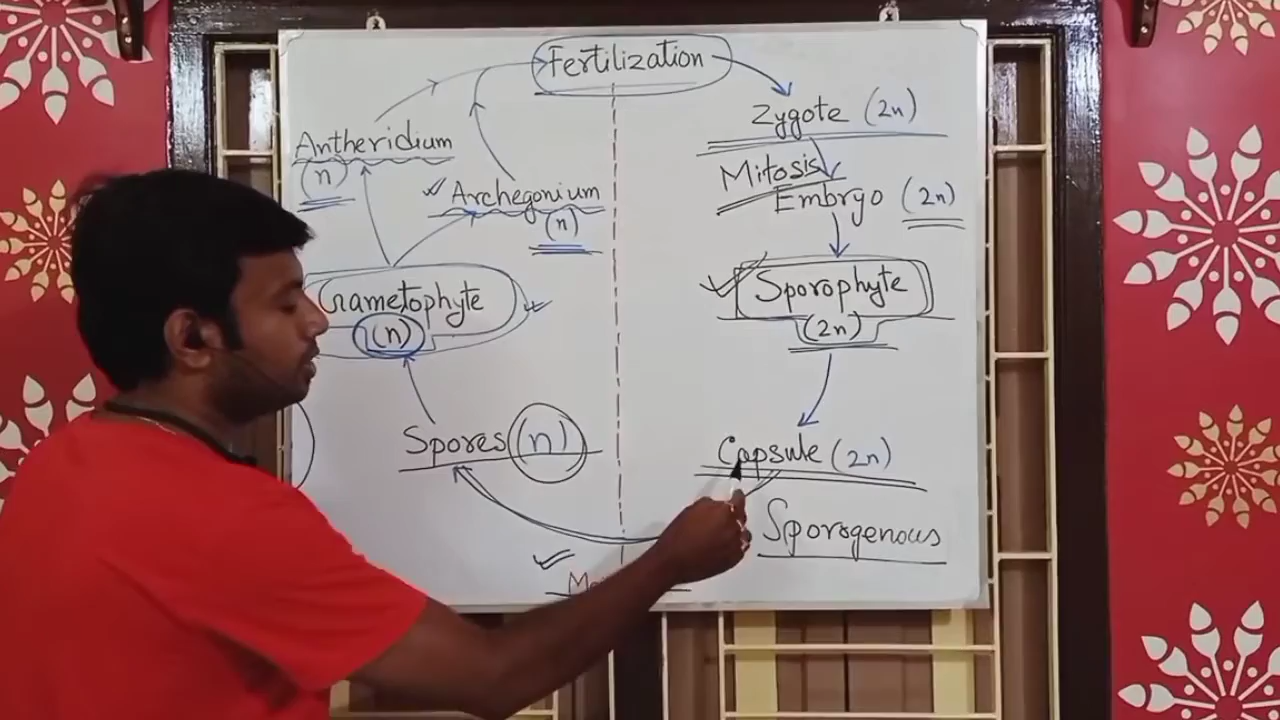 Fertilization
Antheridium
(n)
Archegonium
(n)
Gametophyte
(n)
Spores (n)
Zygote (2n)
Mitosis
Embryo (2n)
Sporophyte
(2n)
Capsule (2n)
Sporogenous